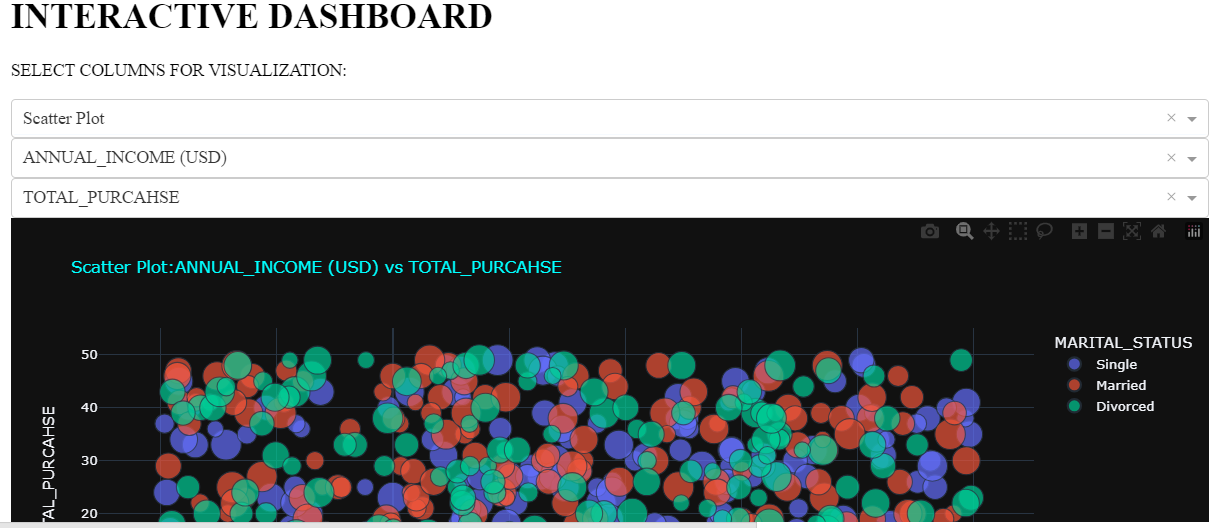 INTERACTIVE DASHBOARD
SELECT COLUMNS FOR VISUALIZATION:
Scatter Plot
ANNUAL_INCOME (USD)
TOTAL_PURCAHSE
Scatter Plot:ANNUAL_INCOME (USD) vs TOTAL_PURCAHSE
MARITAL_STATUS
Single
Married
Divorced
50
40
30
20
TAL_PURCAHSE